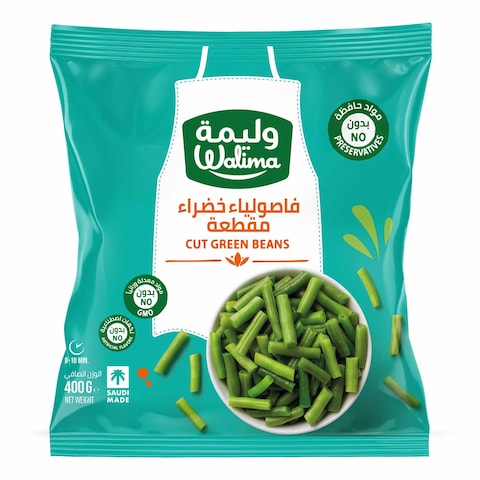 وليمة
Walima
مواد حافظة
بدون
NO
PRESERVATIVES
فاصولياء خضراء
مقطعة
CUT GREEN BEANS
مواد معدلة وراثيا
بدون
NO
GMO
نكهات اصطناعية
بدون
NO
ARTIFICIAL FLAVORS
8-10 MIN.
الوزن الصافي
400 G
NET WEIGHT
SAUDI
MADE